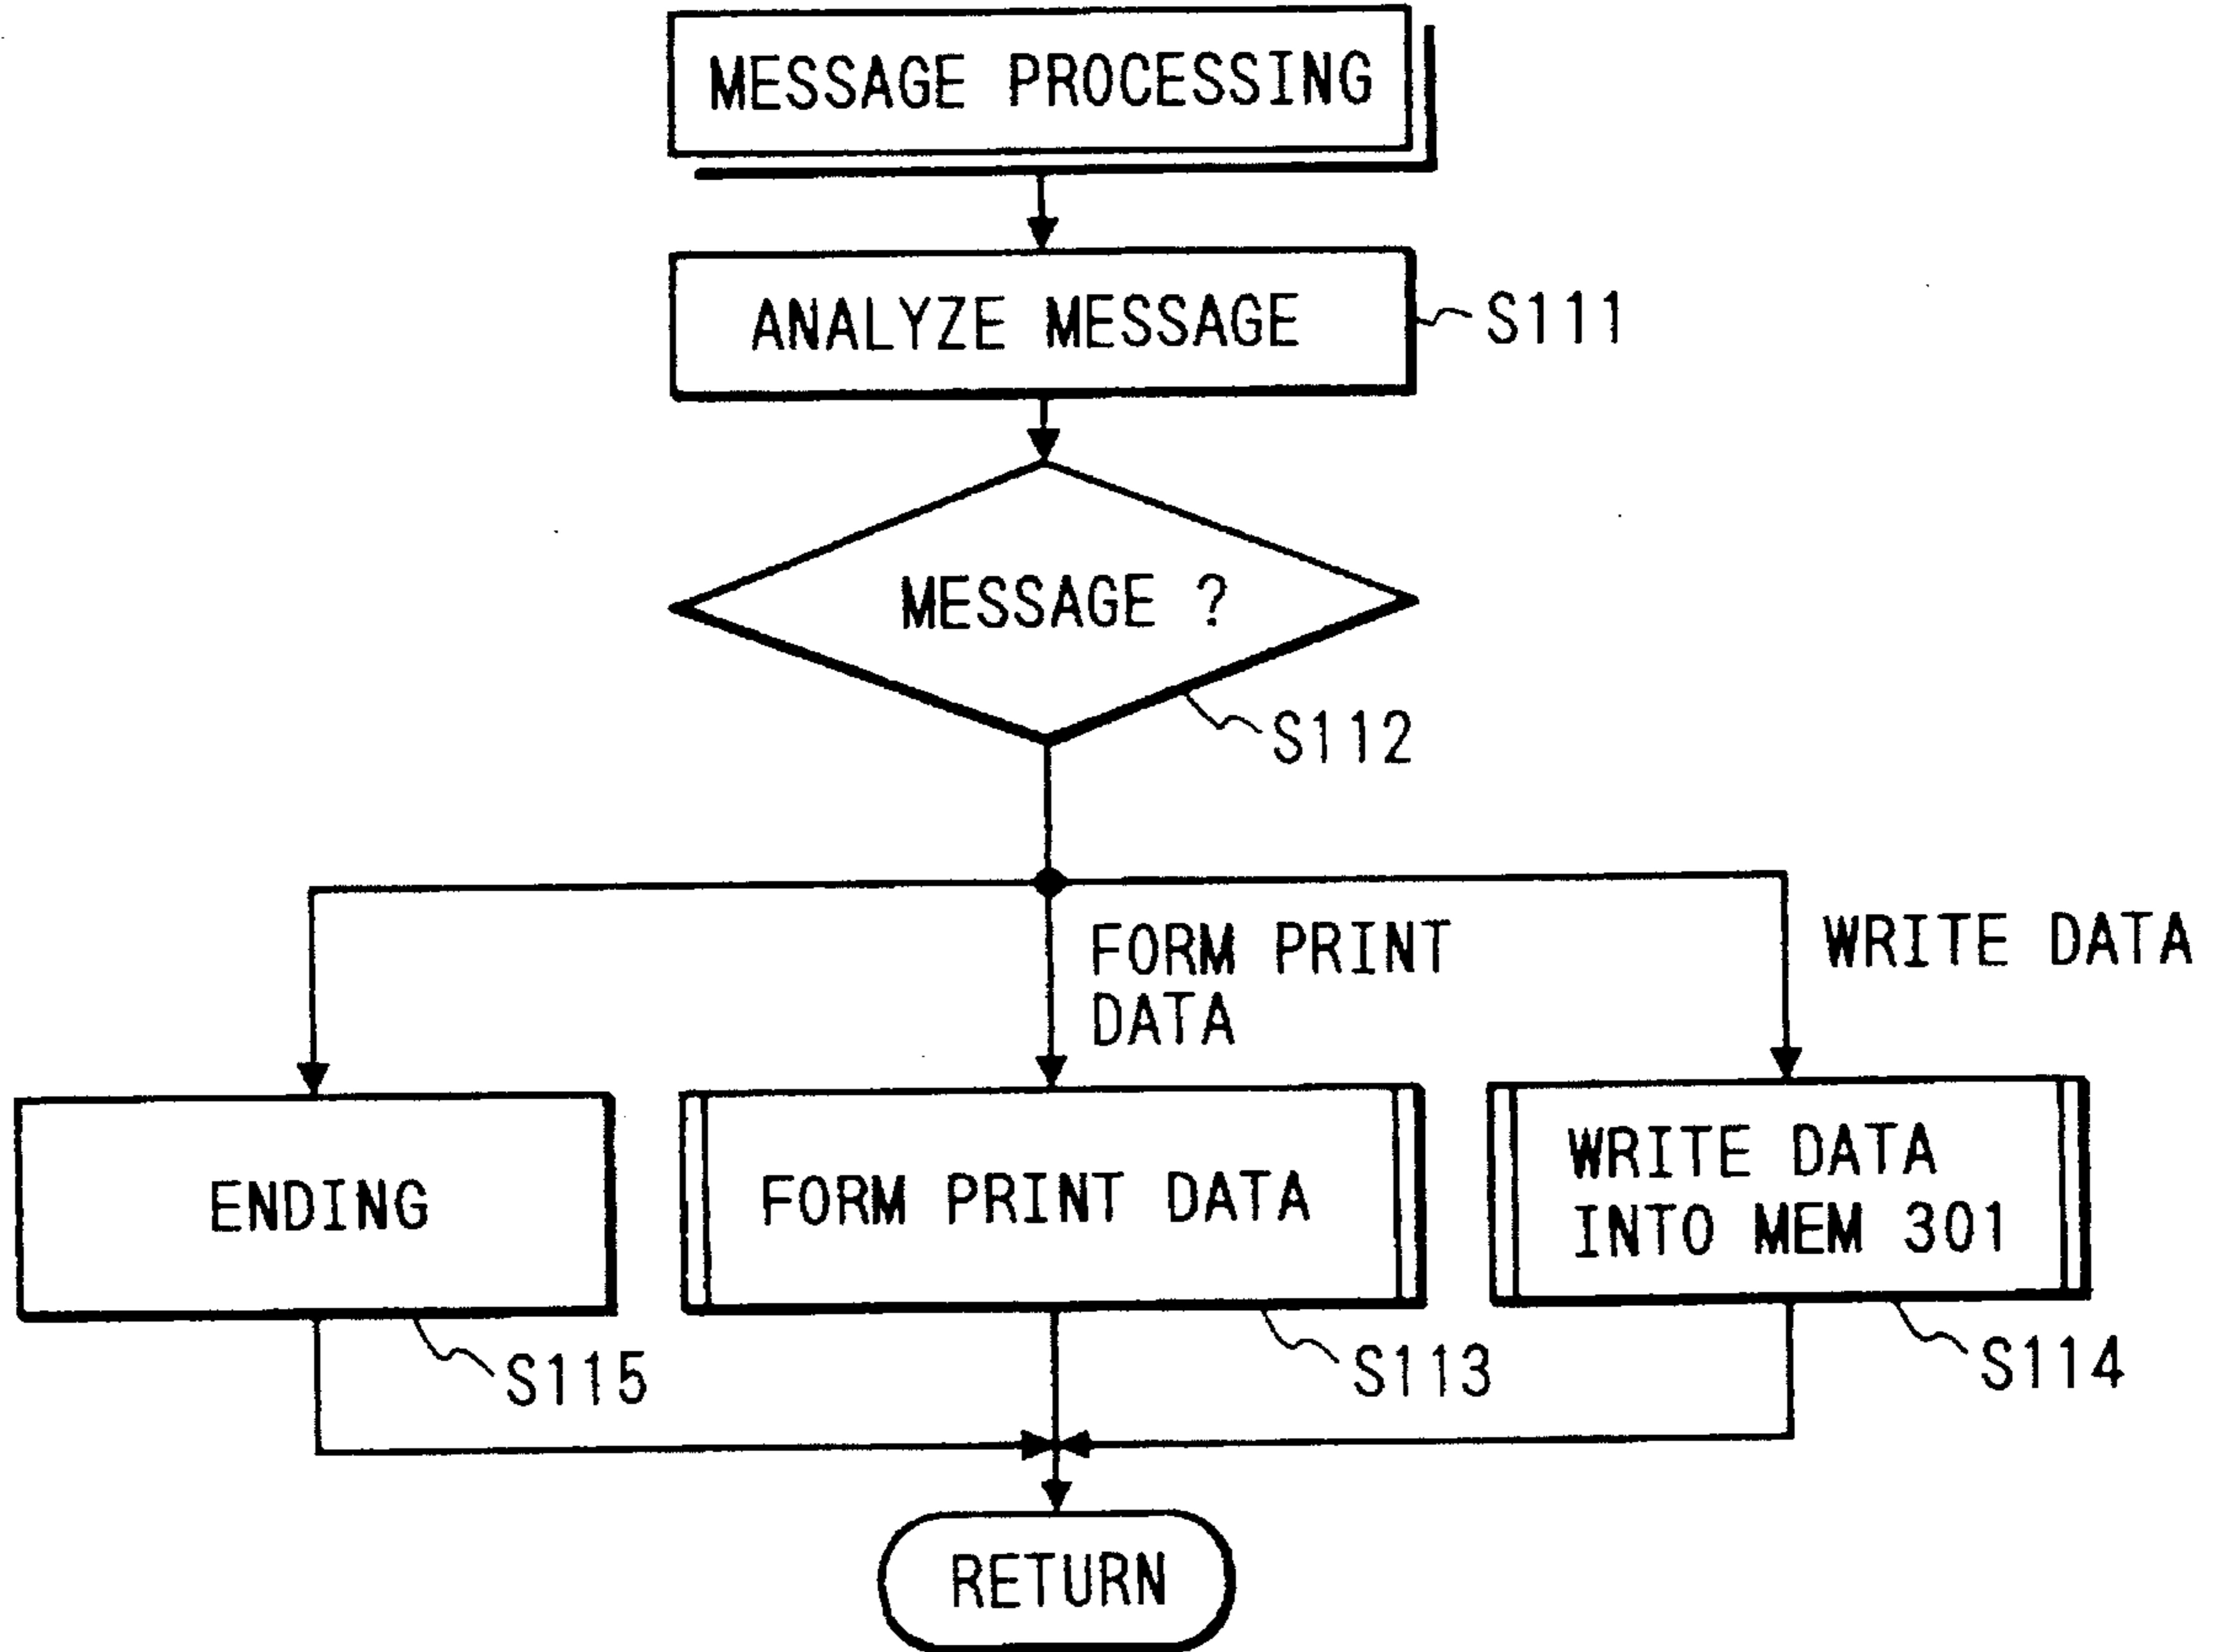 MESSAGE PROCESSING
ANALYZE MESSAGE
S111
MESSAGE ?
S112
FORM PRINT
DATA
WRITE DATA
ENDING
S115
FORM PRINT DATA
S113
WRITE DATA
INTO MEM 301
S114
RETURN